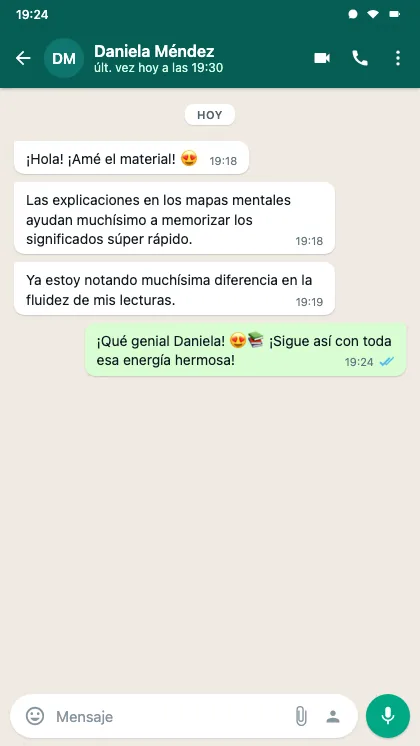 19:24
DM
Daniela Méndez
últ. vez hoy a las 19:30
HOY
¡Hola! ¡Amé el material! 😍 19:18
Las explicaciones en los mapas mentales
ayudan muchísimo a memorizar los
significados súper rápido.
19:18
Ya estoy notando muchísima diferencia en la
fluidez de mis lecturas.
19:19
¡Qué genial Daniela! 😍📚 ¡Sigue así con toda
esa energía hermosa!
19:24
Mensaje